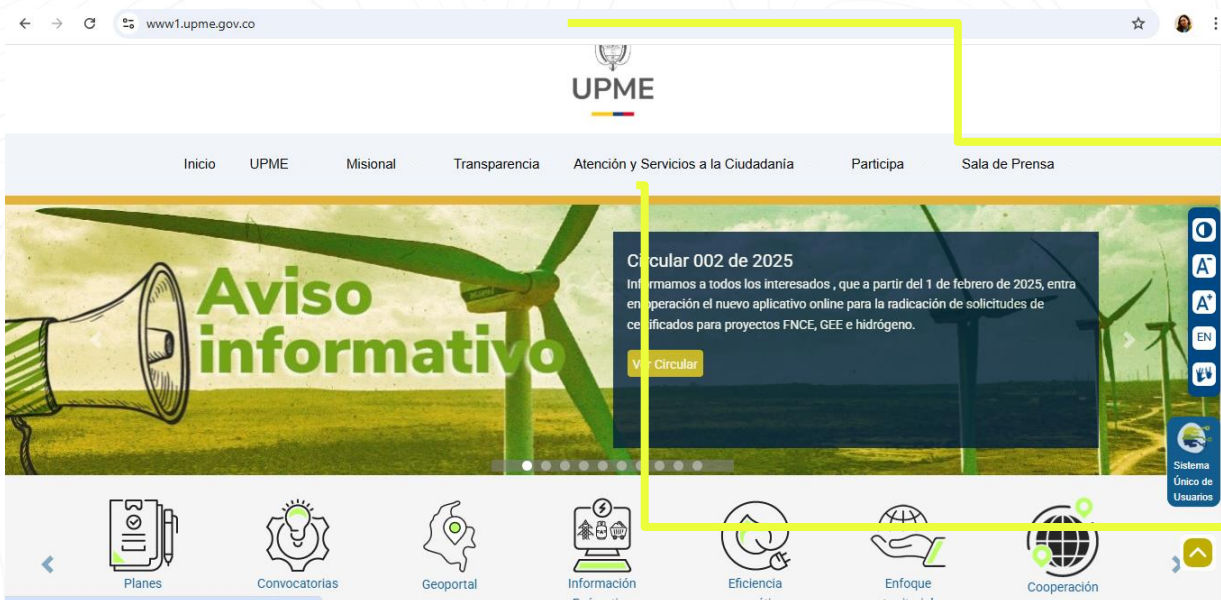 www1.upme.gov.co
UPME
Inicio UPME Misional Transparencia Atención y Servicios a la Ciudadanía Participa Sala de Prensa
Aviso
informativo
Circular 002 de 2025
Informamos a todos los interesados , que a partir del 1 de febrero de 2025, entra
en operación el nuevo aplicativo online para la radicación de solicitudes de
certificados para proyectos FNCE, GEE e hidrógeno.
Ver Circular
A-
A+
EN
Sistema
Único de
Usuarios
Planes Convocatorias Geoportal Información Eficiencia Enfoque Cooperación